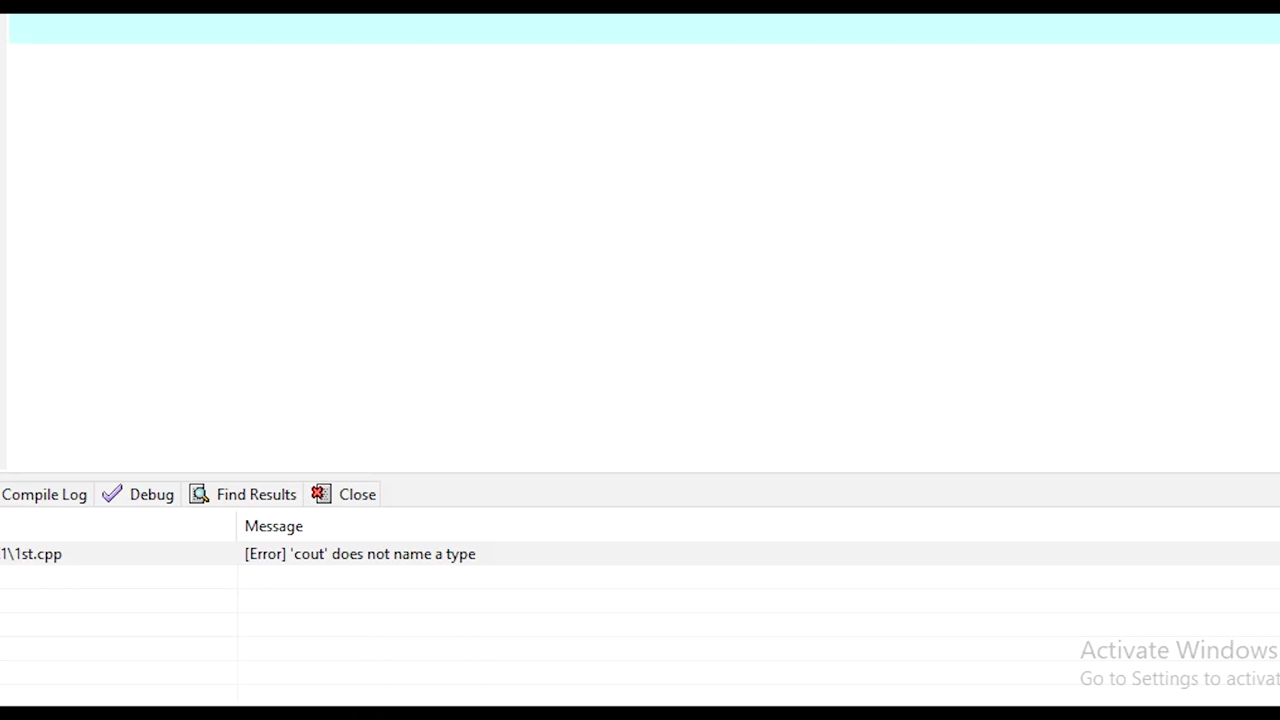 Compile Log Debug Find Results Close
Message
1\1st.cpp [Error] 'cout' does not name a type
Activate Windows
Go to Settings to activat